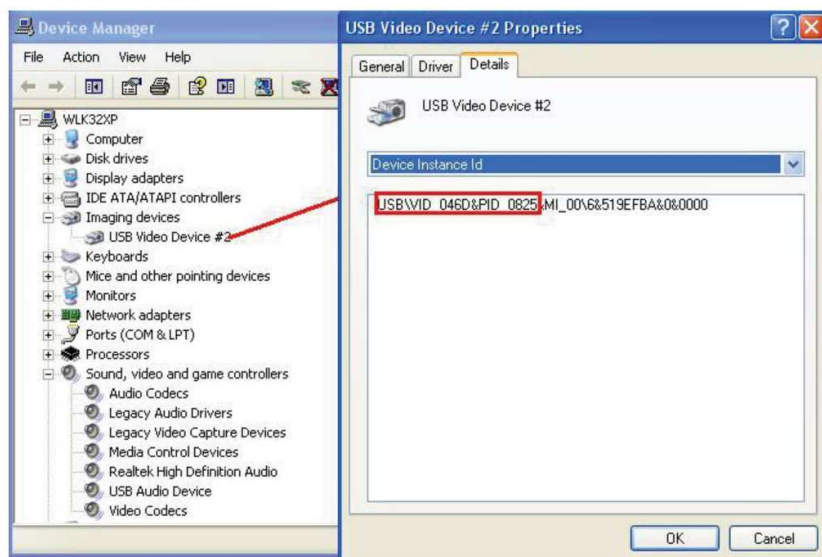 Device Manager
File Action View Help
WLK32XP
Computer
Disk drives
Display adapters
IDE ATA/ATAPI controllers
Imaging devices
USB Video Device #2
Keyboards
Mice and other pointing devices
Monitors
Network adapters
Ports (COM & LPT)
Processors
Sound, video and game controllers
Audio Codecs
Legacy Audio Drivers
Legacy Video Capture Devices
Media Control Devices
Realtek High Definition Audio
USB Audio Device
Video Codecs
USB Video Device #2 Properties
General Driver Details
USB Video Device #2
Device Instance Id
USB\VID_046D&PID_0825&MI_00\6&519EFBA&0&0000
OK Cancel